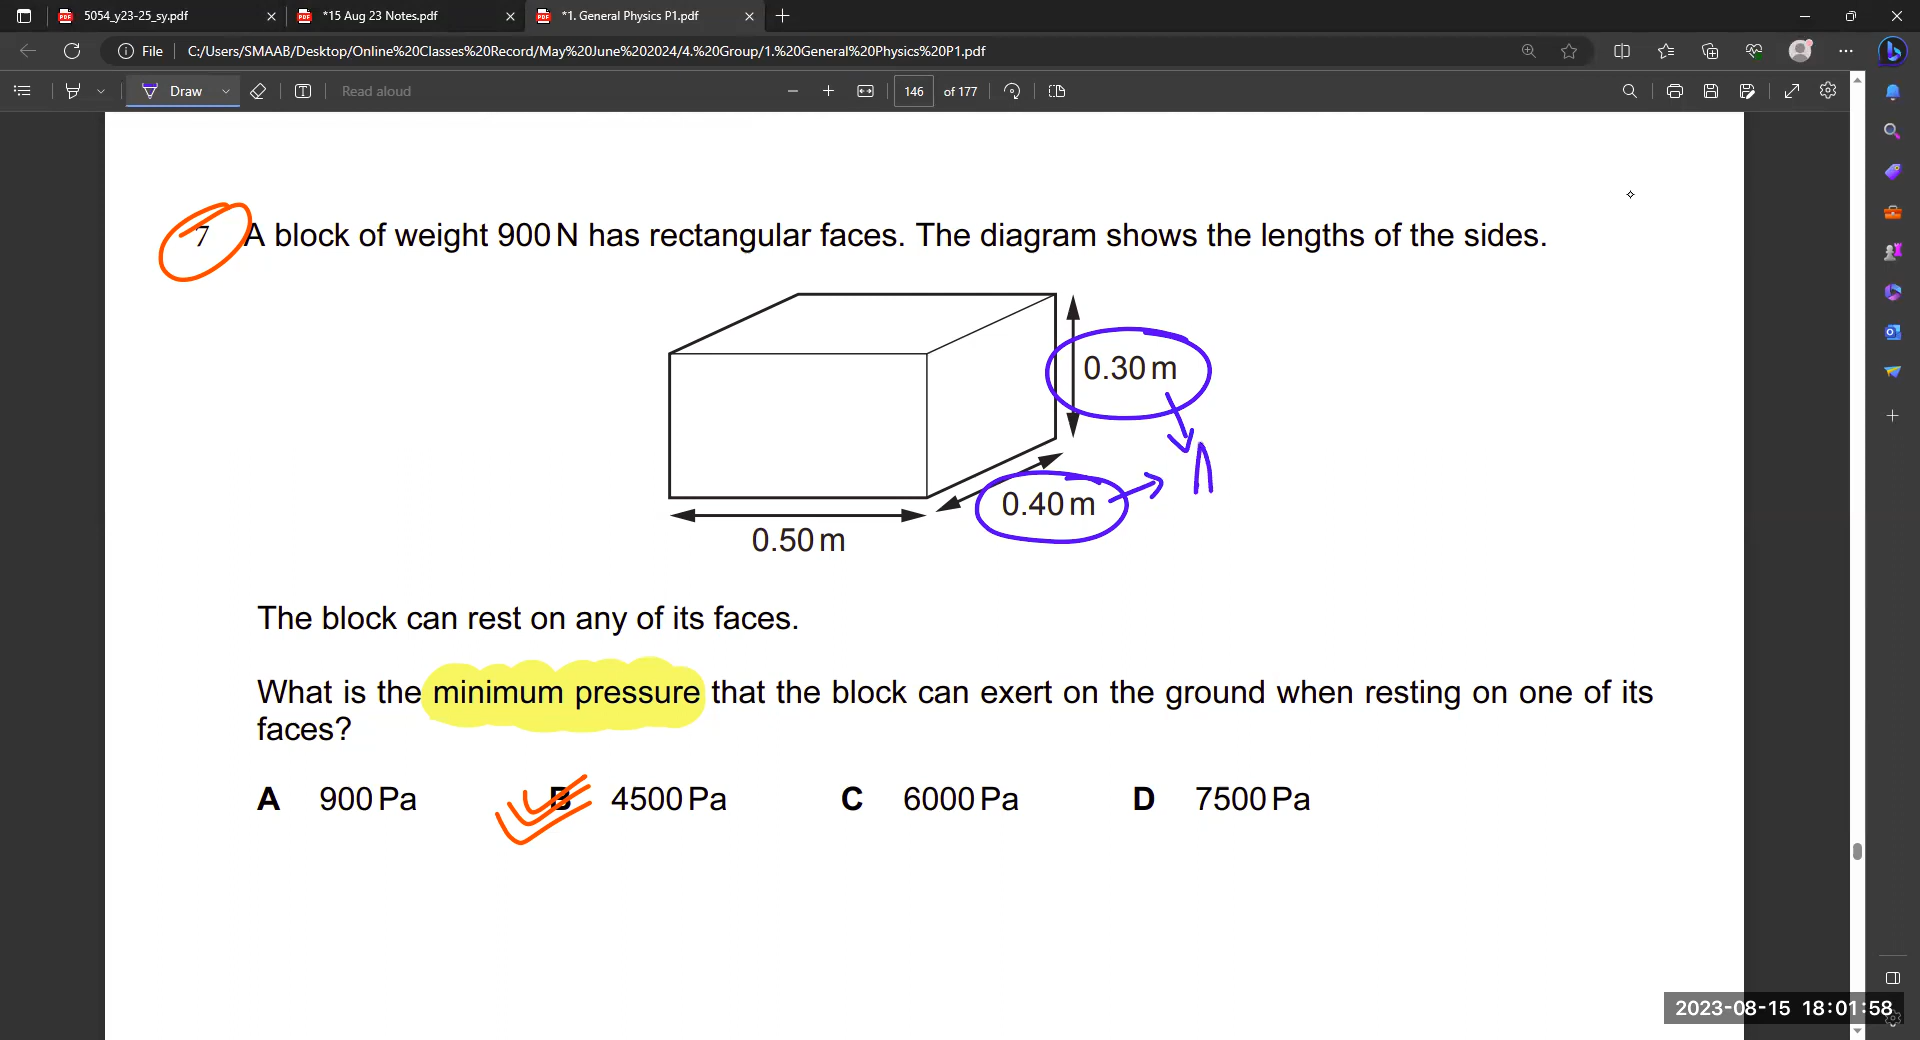 5054_y23-25_sy.pdf
*15 Aug 23 Notes.pdf
*1. General Physics P1.pdf
File
C:/Users/SMAAB/Desktop/Online%20Classes%20Record/May%20June%202024/4.%20Group/1.%20General%20Physics%20P1.pdf
Draw
Read aloud
146 of 177
7 A block of weight 900 N has rectangular faces. The diagram shows the lengths of the sides.
0.30 m
0.40 m
0.50 m
The block can rest on any of its faces.
What is the minimum pressure that the block can exert on the ground when resting on one of its
faces?
A 900 Pa B 4500 Pa C 6000 Pa D 7500 Pa
2023-08-15 18:01:58